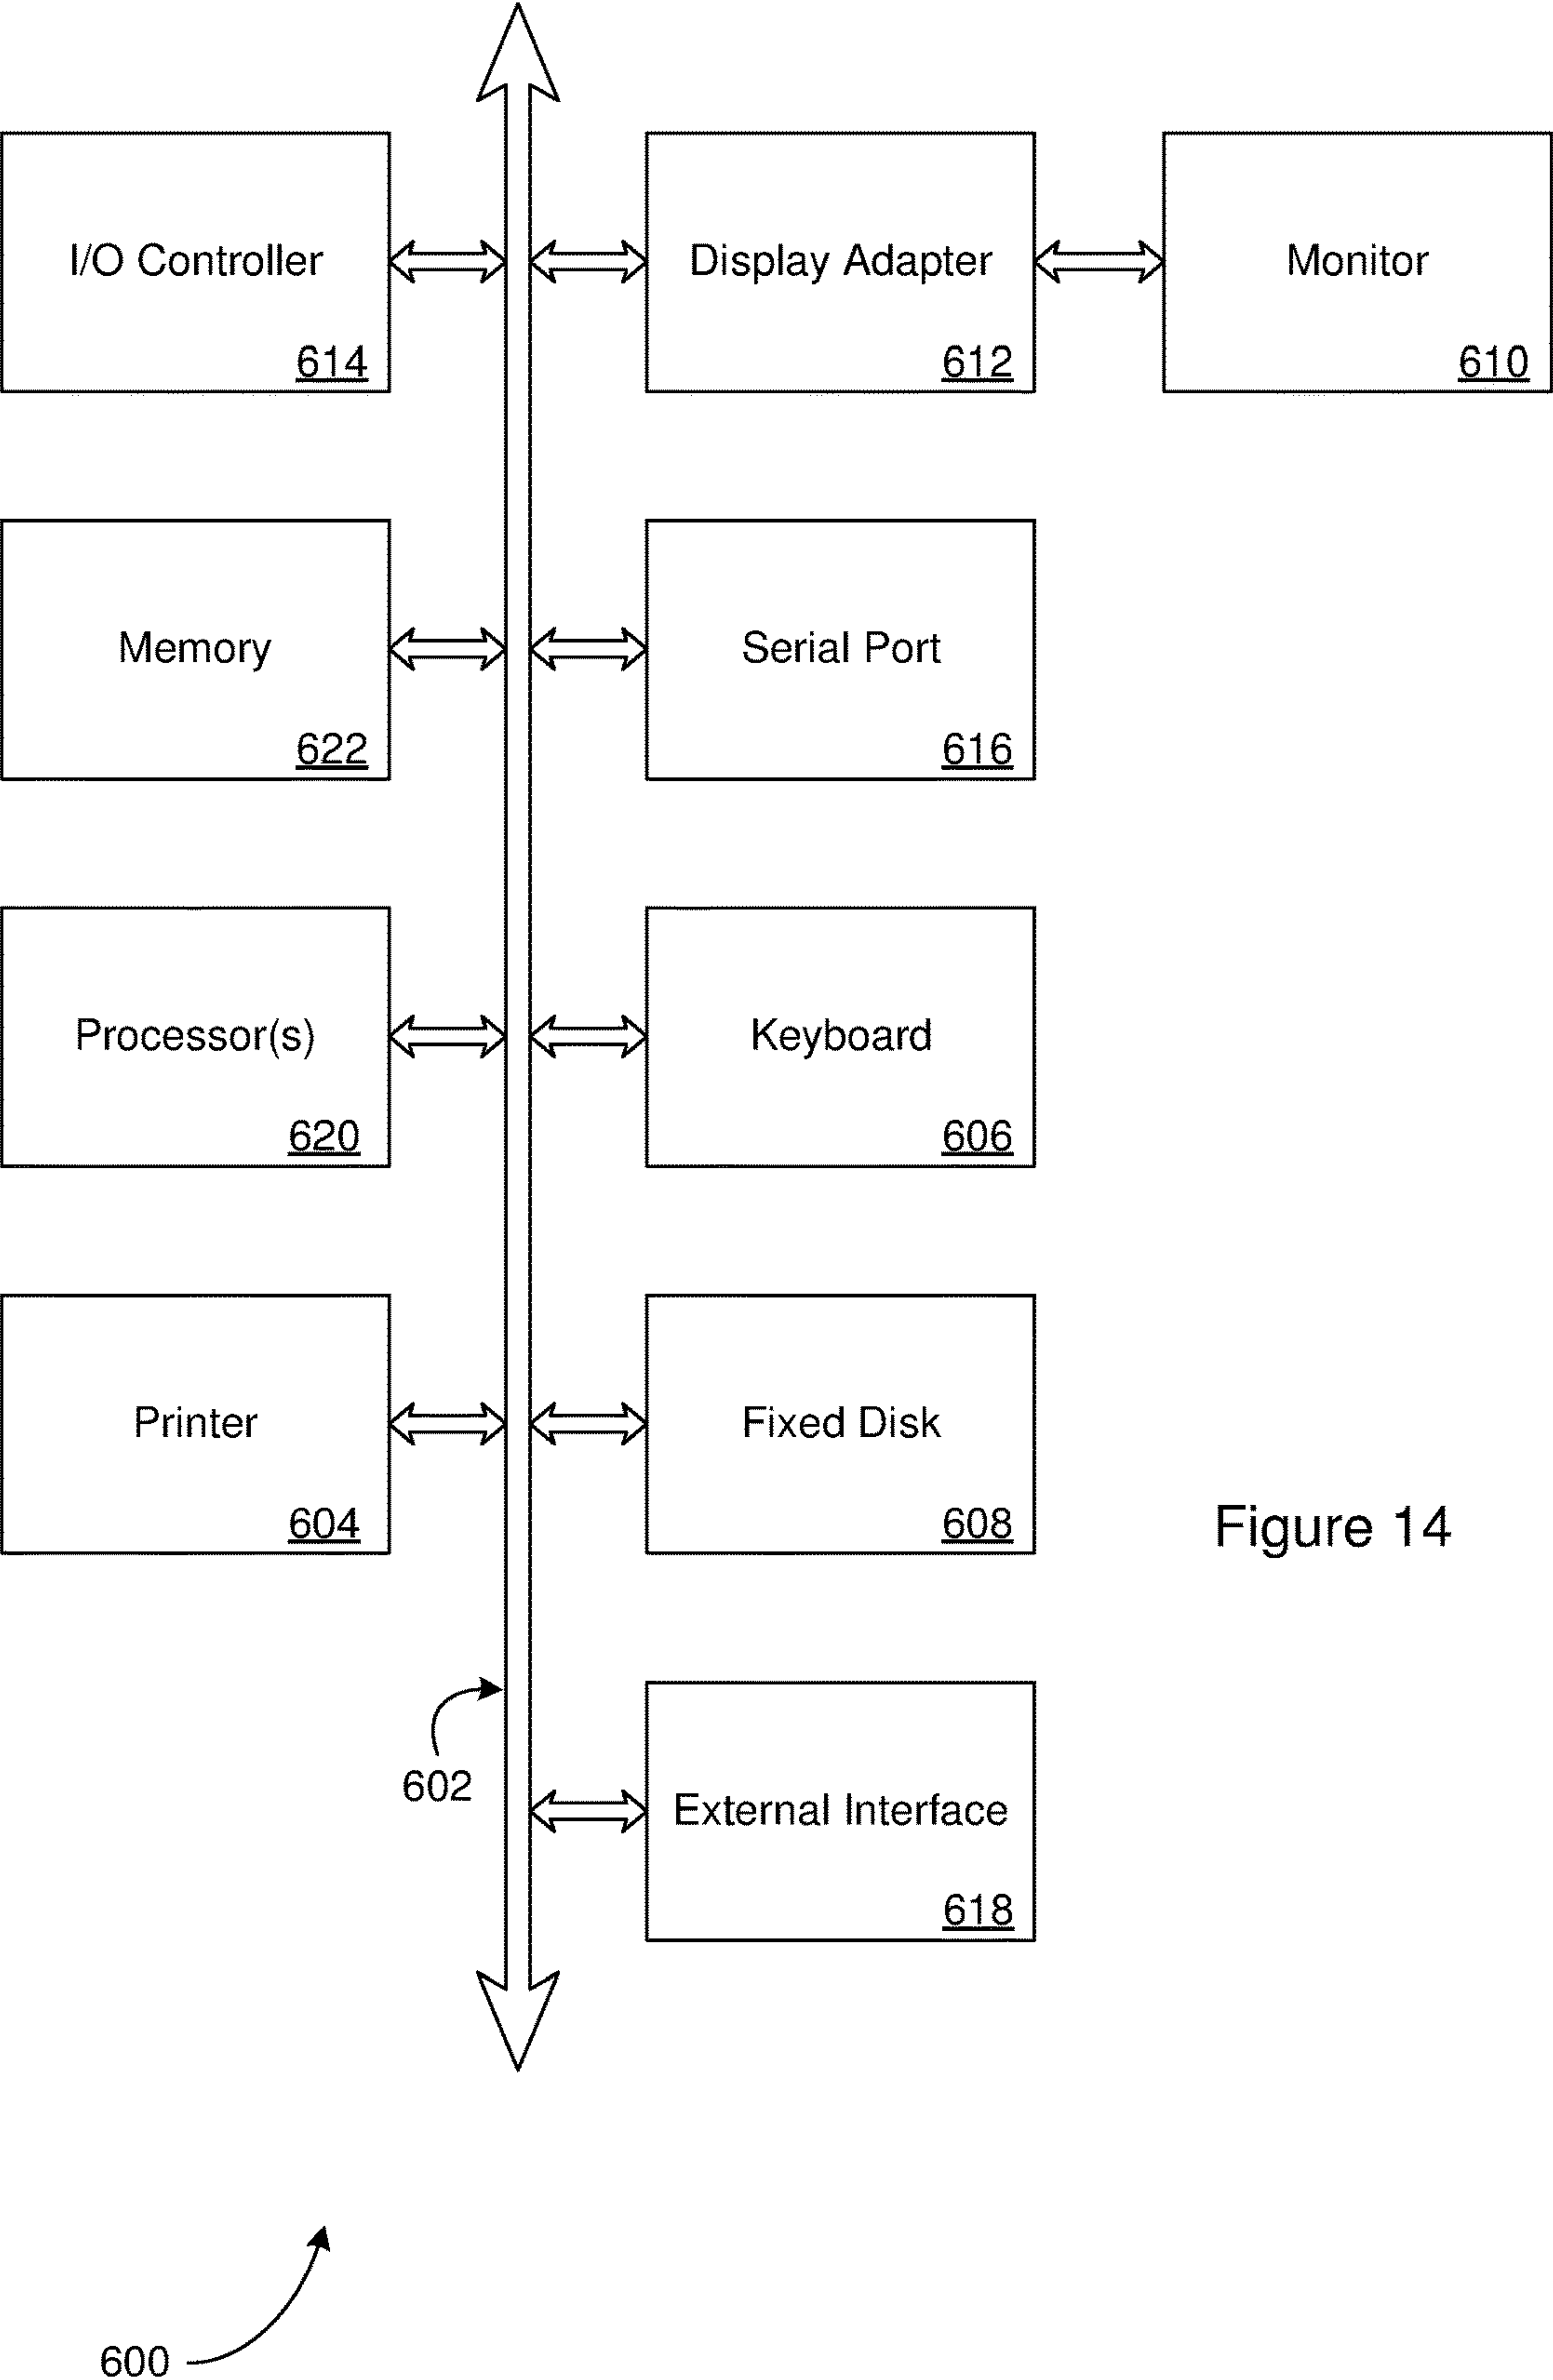 I/O Controller
614
Display Adapter
612
Monitor
610
Memory
622
Serial Port
616
Processor(s)
620
Keyboard
606
Printer
604
Fixed Disk
608
Figure 14
602
External Interface
618
600